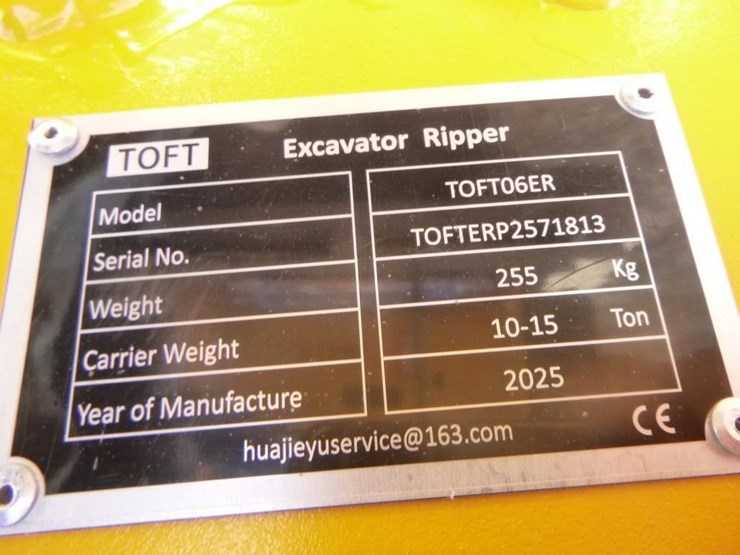 TOFT Excavator Ripper
Model TOFT06ER
Serial No. TOFTERP2571813
Weight 255 Kg
Carrier Weight 10-15 Ton
Year of Manufacture 2025
huajieyuservice@163.com CE